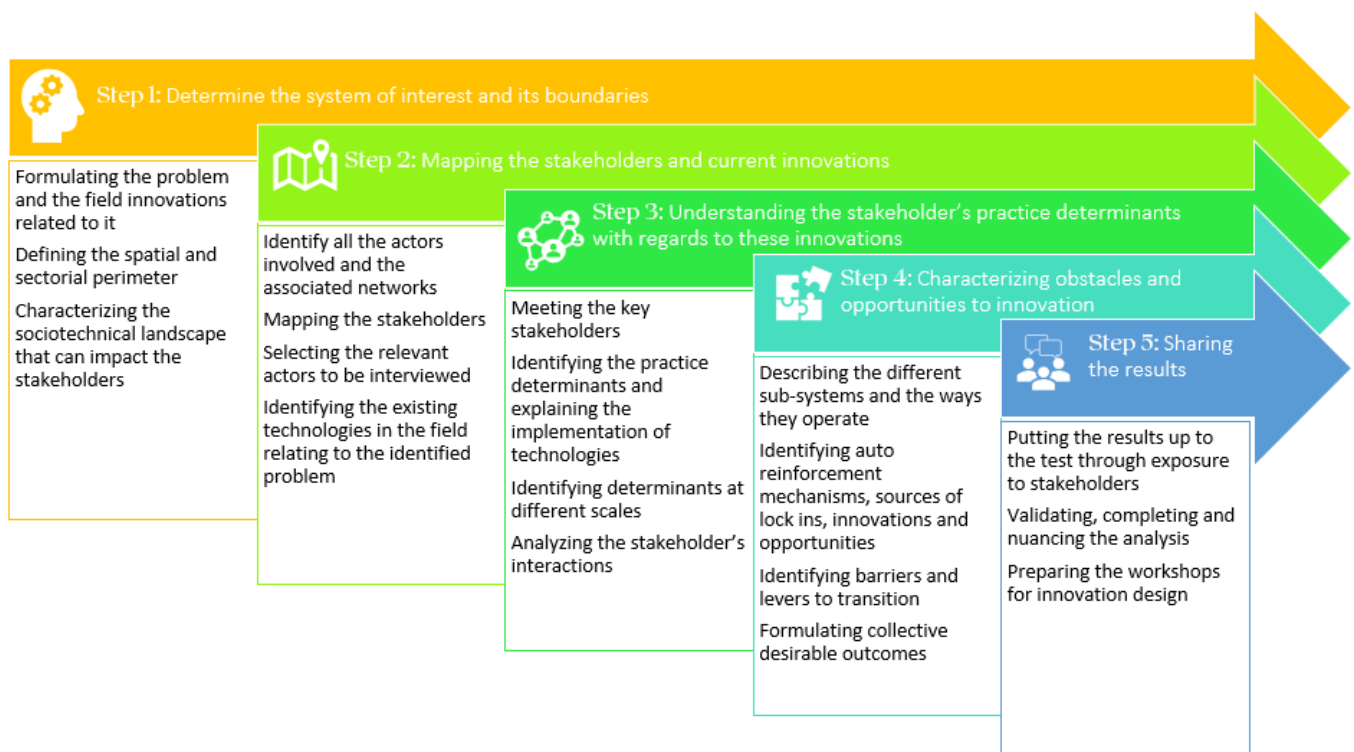 Step 1: Determine the system of interest and its boundaries
Formulating the problem
and the field innovations
related to it
Defining the spatial and
sectorial perimeter
Characterizing the
sociotechnical landscape
that can impact the
stakeholders
Step 2: Mapping the stakeholders and current innovations
Identify all the actors
involved and the
associated networks
Mapping the stakeholders
Selecting the relevant
actors to be interviewed
Identifying the existing
technologies in the field
relating to the identified
problem
Step 3: Understanding the stakeholder's practice determinants
with regards to these innovations
Meeting the key
stakeholders
Identifying the practice
determinants and
explaining the
implementation of
technologies
Identifying determinants at
different scales
Analyzing the stakeholder's
interactions
Step 4: Characterizing obstacles and
opportunities to innovation
Describing the different
sub-systems and the ways
they operate
Identifying auto
reinforcement
mechanisms, sources of
lock ins, innovations and
opportunities
Identifying barriers and
levers to transition
Formulating collective
desirable outcomes
Step 5: Sharing
the results
Putting the results up to
the test through exposure
to stakeholders
Validating, completing and
nuancing the analysis
Preparing the workshops
for innovation design